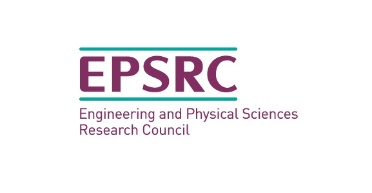 EPSRC
Engineering and Physical Sciences
Research Council